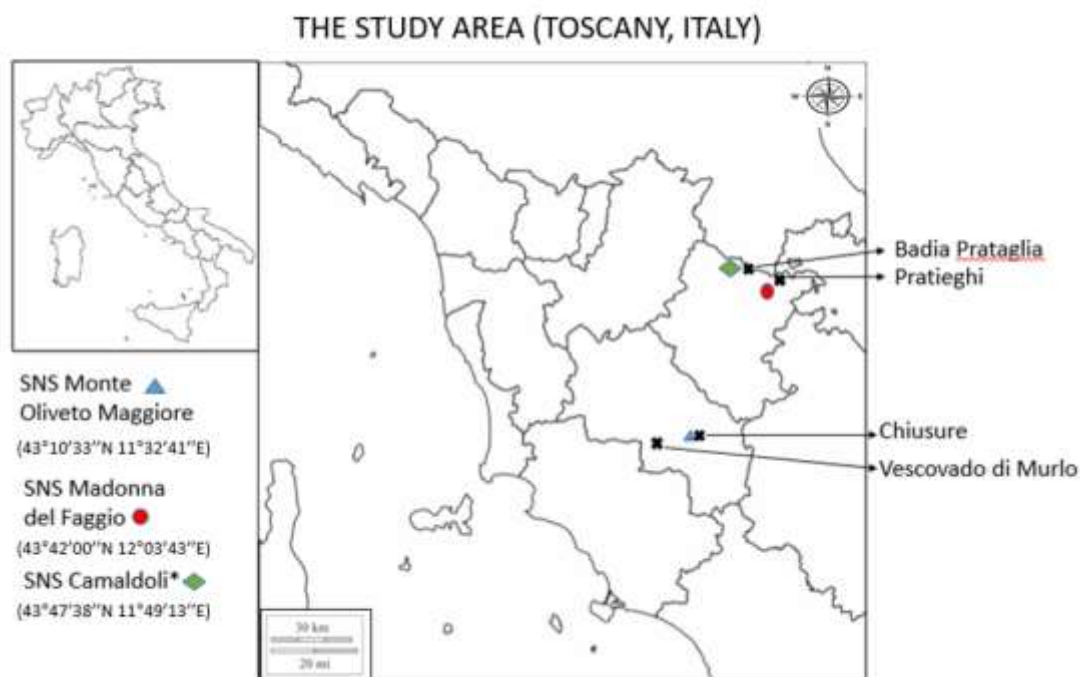 THE STUDY AREA (TOSCANY, ITALY)
N
W
E
S
Badia Prataglia
Pratieghi
SNS Monte
Oliveto Maggiore
(43°10'33''N 11°32'41''E)
Chiusure
Vescovado di Murlo
SNS Madonna
del Faggio
(43°42'00''N 12°03'43''E)
SNS Camaldoli*
(43°47'38''N 11°49'13''E)
30 km
20 mi